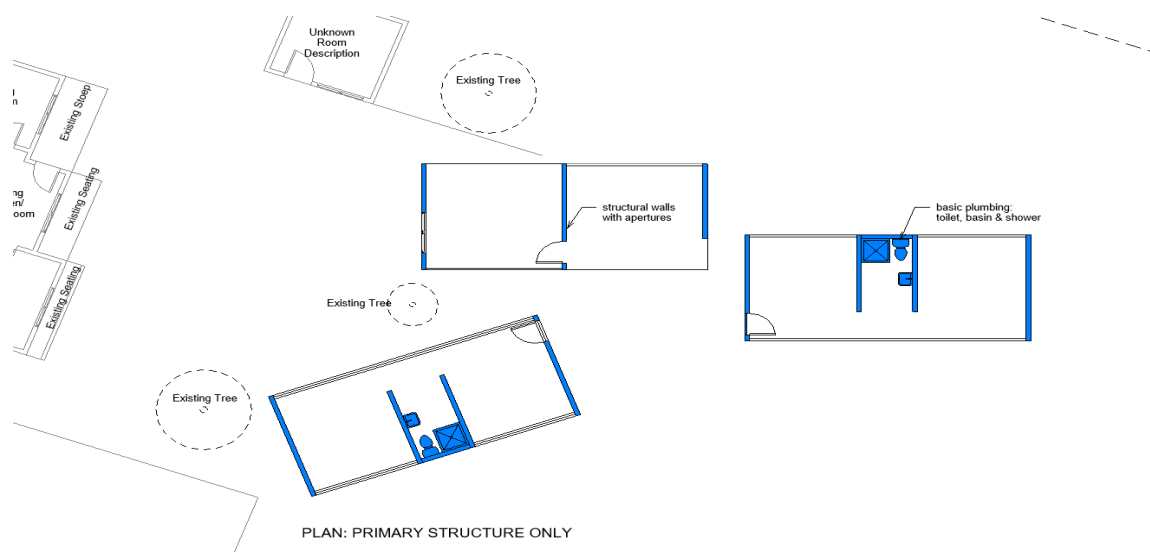 Unknown
Room
Description
Existing Tree
Existing Stoep
Existing Seating
room
Existing Seating
structural walls
with apertures
basic plumbing:
toilet, basin & shower
Existing Tree
Existing Tree
PLAN: PRIMARY STRUCTURE ONLY